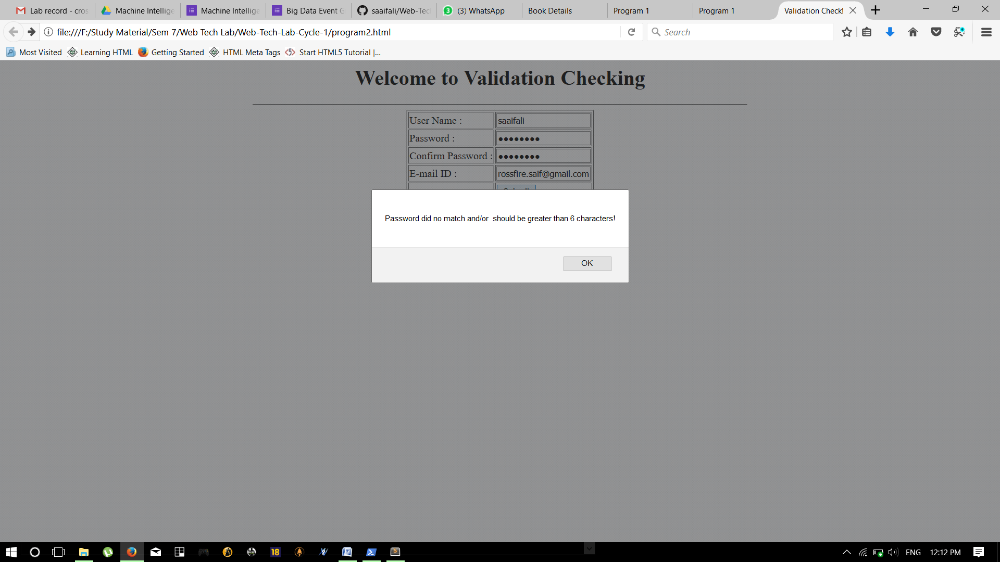 Lab record - cros
Machine Intellige
Machine Intellige
Big Data Event G
saaifali/Web-Tec
3
(3) WhatsApp
Book Details
Program 1
Program 1
Validation Check!
file:///F:/Study Material/Sem 7/Web Tech Lab/Web-Tech-Lab-Cycle-1/program2.html
Search
Most Visited
Learning HTML
Getting Started
HTML Meta Tags
Start HTML5 Tutorial |...
Welcome to Validation Checking
User Name :
saaifali
Password :
●●●●●●●●
Confirm Password :
●●●●●●●●
E-mail ID :
rossfire.saif@gmail.com
Password did no match and/or  should be greater than 6 characters!
OK
18
ENG
12:12 PM